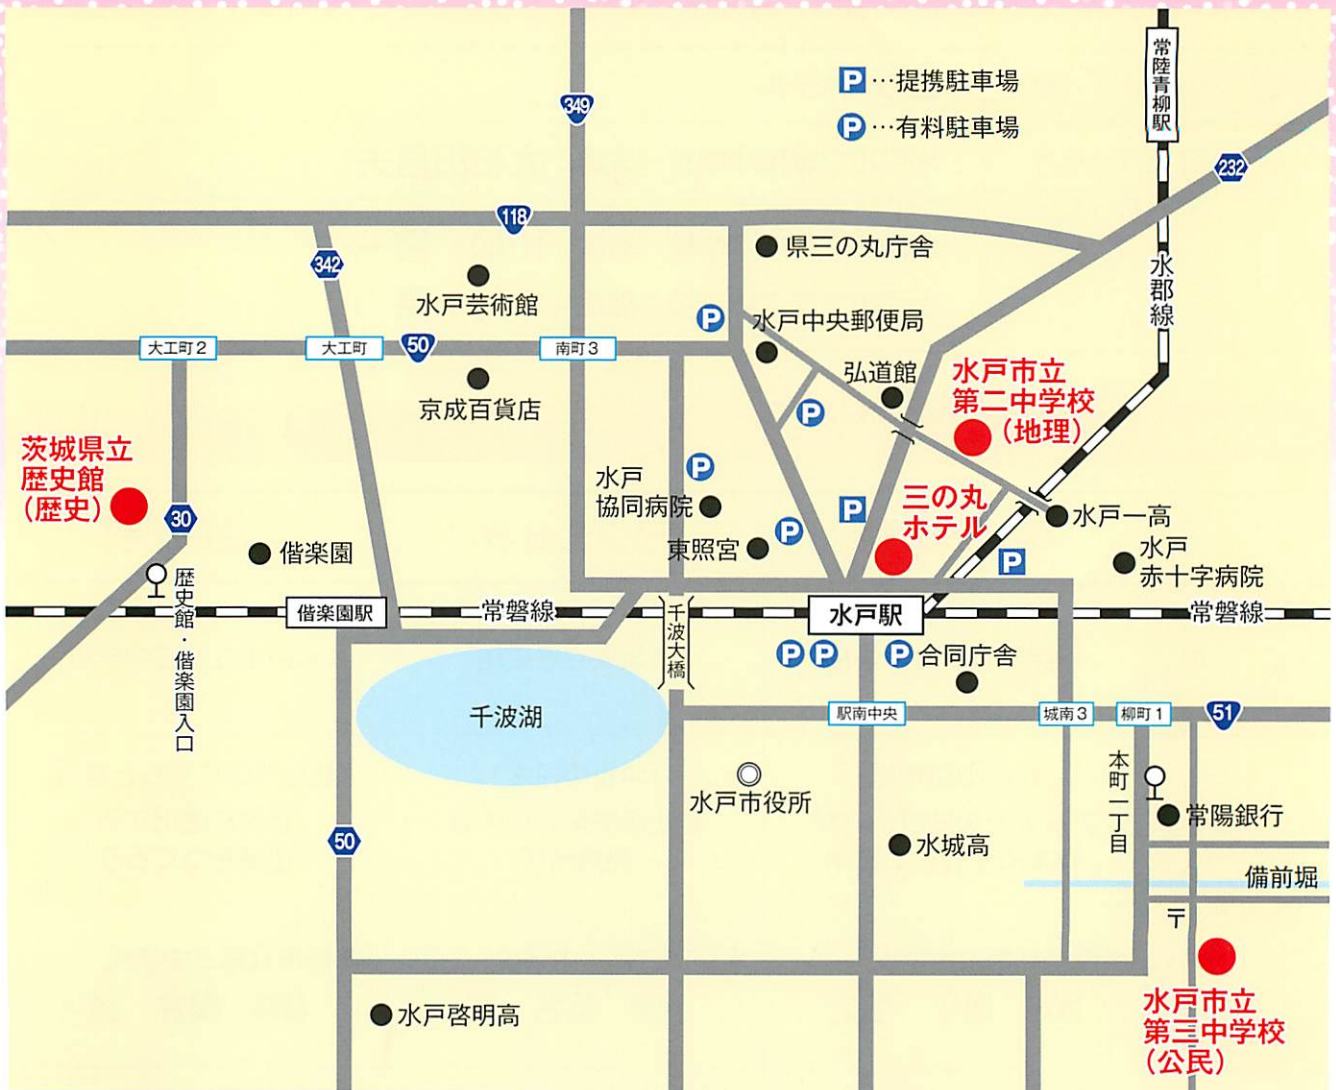 常陸青柳駅
P…提携駐車場
P…有料駐車場
349
232
118
県三の丸庁舎
342
水郡線
水戸芸術館
P
水戸中央郵便局
大工町2
大工町
50
南町3
弘道館
水戸市立
第二中学校
(地理)
京成百貨店
P
茨城県立
歴史館
(歴史)
水戸
協同病院
P
P
三の丸
ホテル
30
水戸一高
偕楽園
東照宮
P
P
水戸
赤十字病院
歴史館・偕楽園入口
偕楽園駅
常磐線
千波大橋
水戸駅
常磐線
P
P
P
合同庁舎
千波湖
駅南中央
城南3
柳町1
51
水戸市役所
本町一丁目
常陽銀行
50
水城高
備前堀
〒
水戸市立
第三中学校
(公民)
水戸啓明高